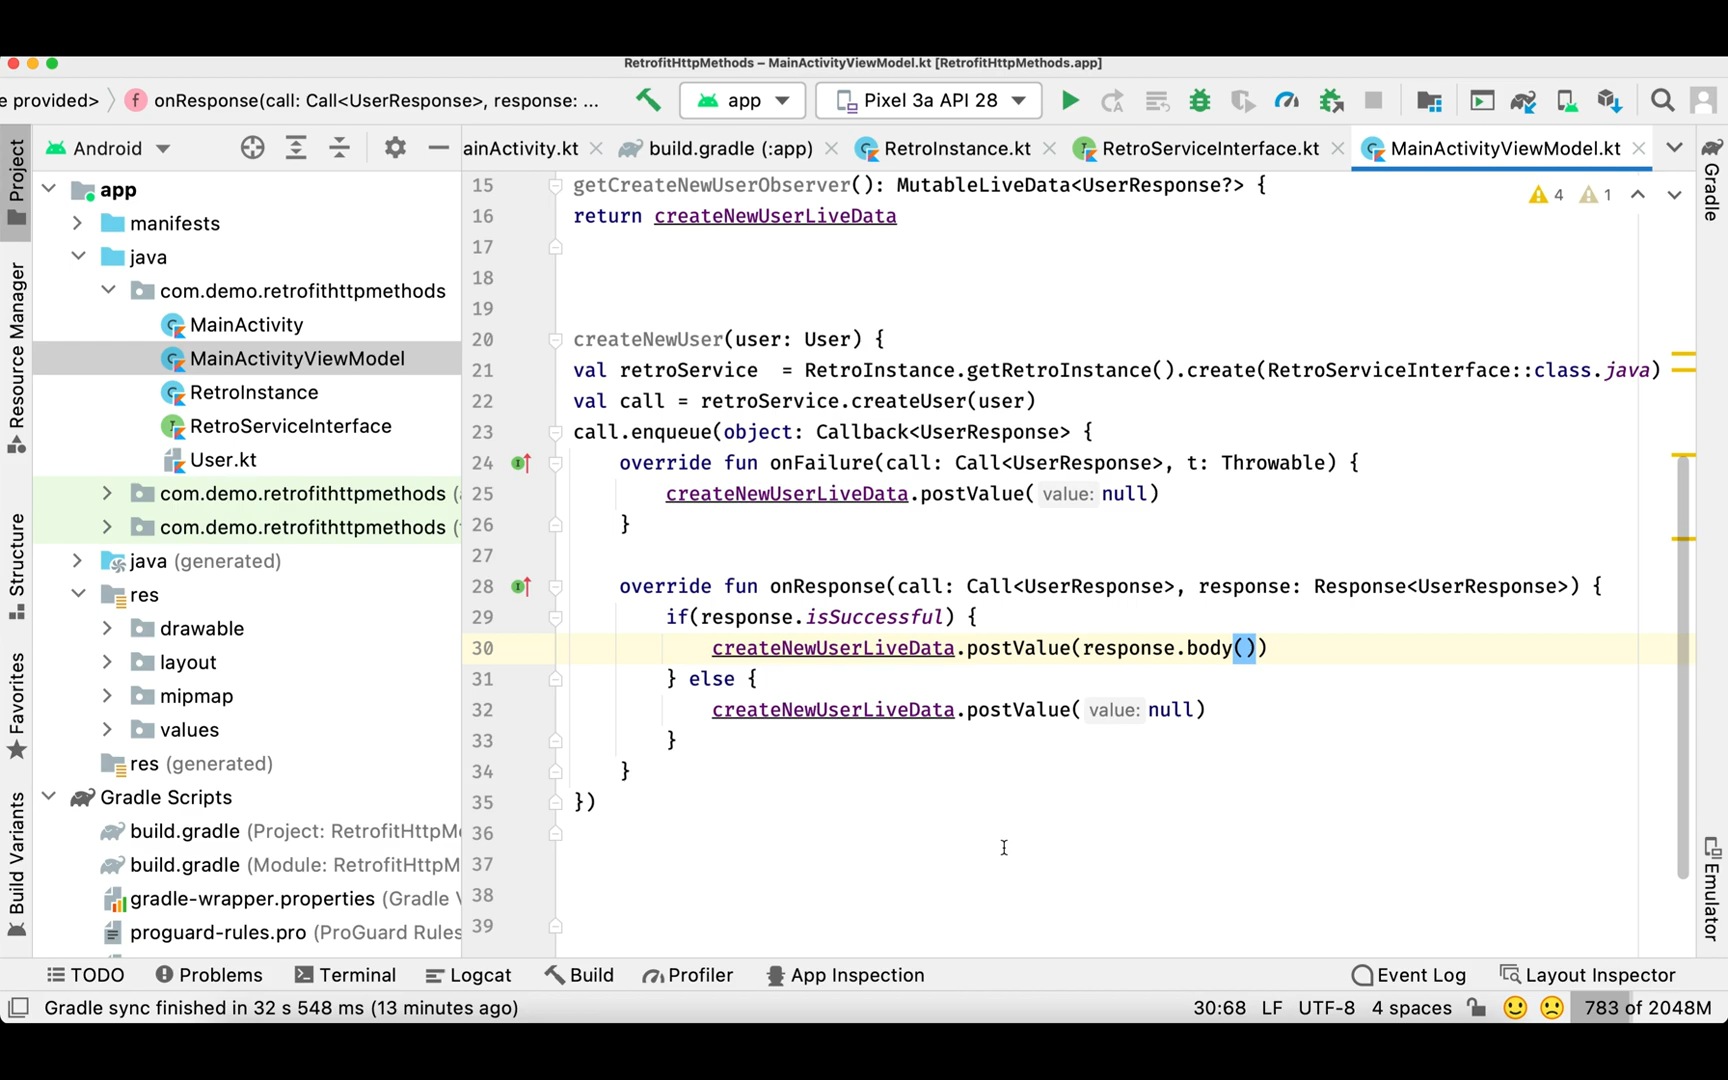 RetrofitHttpMethods – MainActivityViewModel.kt [RetrofitHttpMethods.app]
e provided> onResponse(call: Call<UserResponse>, response: ... app Pixel 3a API 28
Android ainActivity.kt build.gradle (:app) RetroInstance.kt RetroServiceInterface.kt MainActivityViewModel.kt
Project
Resource Manager
Structure
Favorites
Build Variants
app
manifests
java
com.demo.retrofithttpmethods
MainActivity
MainActivityViewModel
RetroInstance
RetroServiceInterface
User.kt
com.demo.retrofithttpmethods (
com.demo.retrofithttpmethods (
java (generated)
res
drawable
layout
mipmap
values
res (generated)
Gradle Scripts
build.gradle (Project: RetrofitHttpM
build.gradle (Module: RetrofitHttpM
gradle-wrapper.properties (Gradle
proguard-rules.pro (ProGuard Rules
4 1
15 getCreateNewUserObserver(): MutableLiveData<UserResponse?> {
16 return createNewUserLiveData
17
18
19
20 createNewUser(user: User) {
21 val retroService = RetroInstance.getRetroInstance().create(RetroServiceInterface::class.java)
22 val call = retroService.createUser(user)
23 call.enqueue(object: Callback<UserResponse> {
24 override fun onFailure(call: Call<UserResponse>, t: Throwable) {
25 createNewUserLiveData.postValue( value: null)
26 }
27
28 override fun onResponse(call: Call<UserResponse>, response: Response<UserResponse>) {
29 if(response.isSuccessful) {
30 createNewUserLiveData.postValue(response.body())
31 } else {
32 createNewUserLiveData.postValue( value: null)
33 }
34 }
35 })
36
37
38
39
Gradle
Emulator
TODO Problems Terminal Logcat Build Profiler App Inspection Event Log Layout Inspector
Gradle sync finished in 32 s 548 ms (13 minutes ago) 30:68 LF UTF-8 4 spaces 783 of 2048M